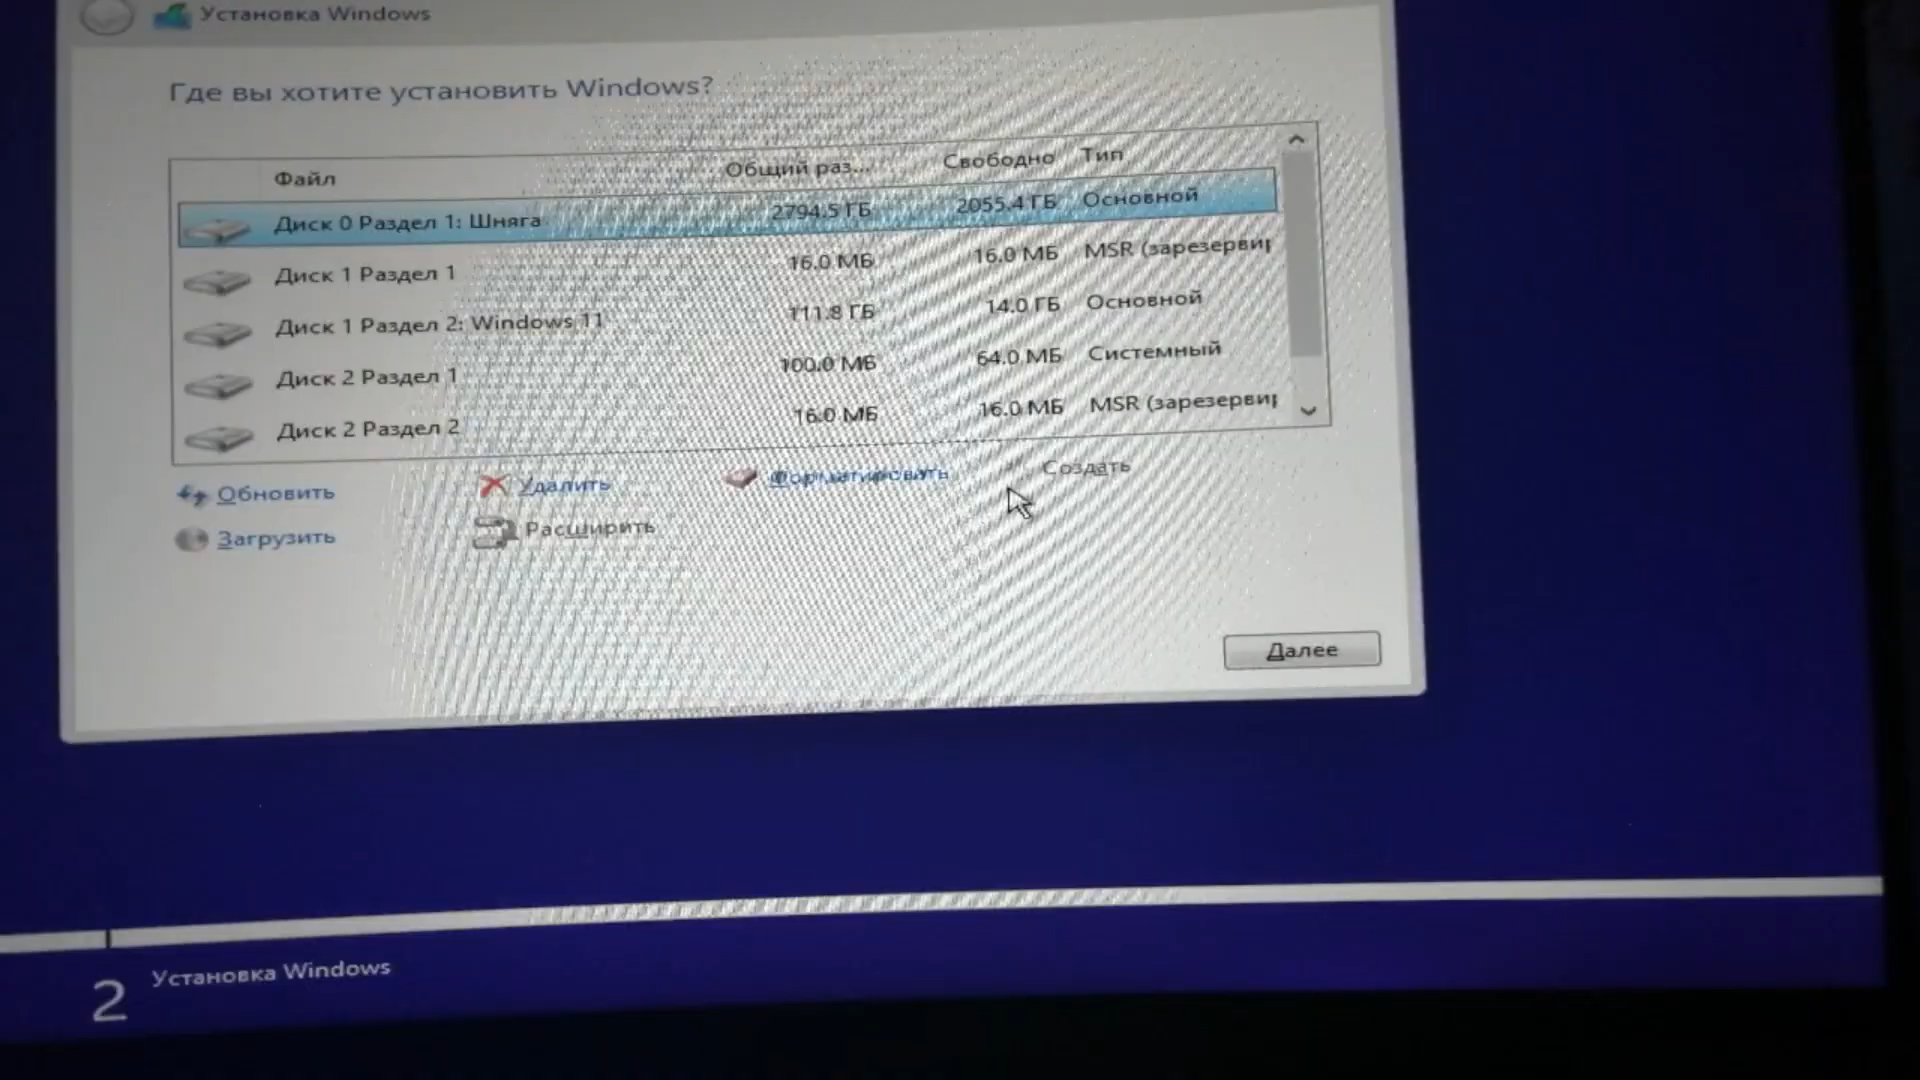 Установка Windows
Где вы хотите установить Windows?
Файл Общий раз... Свободно Тип
Диск 0 Раздел 1: Шняга 2794.5 ГБ 2055.4 ГБ Основной
Диск 1 Раздел 1 16.0 МБ 16.0 МБ MSR (зарезервир
Диск 1 Раздел 2: Windows 11 111.8 ГБ 14.0 ГБ Основной
Диск 2 Раздел 1 100.0 МБ 64.0 МБ Системный
Диск 2 Раздел 2 16.0 МБ 16.0 МБ MSR (зарезервир
Обновить Удалить Форматировать Создать
Загрузить Расширить
Далее
2 Установка Windows